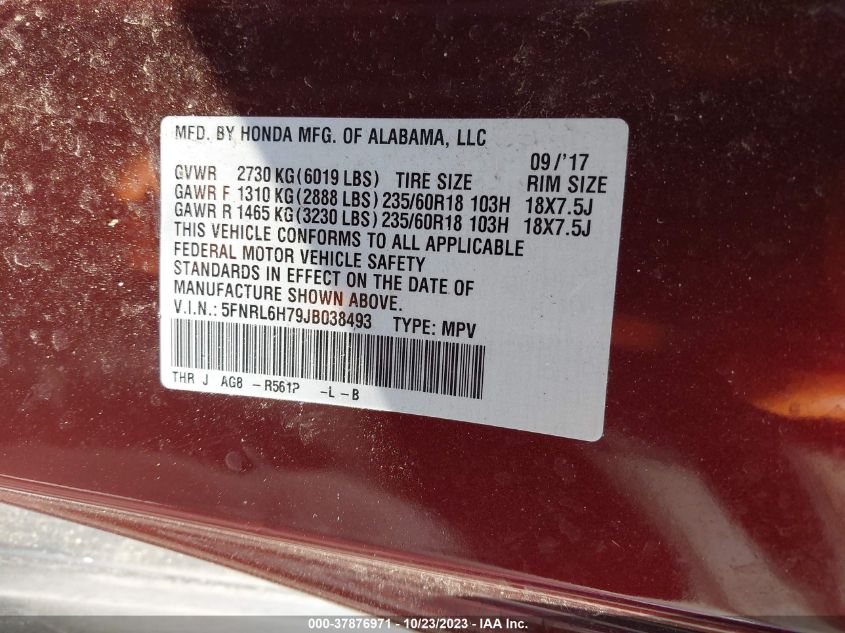 MFD. BY HONDA MFG. OF ALABAMA, LLC
09/'17
GVWR 2730 KG(6019 LBS) TIRE SIZE RIM SIZE
GAWR F 1310 KG(2888 LBS) 235/60R18 103H 18X7.5J
GAWR R 1465 KG(3230 LBS) 235/60R18 103H 18X7.5J
THIS VEHICLE CONFORMS TO ALL APPLICABLE
FEDERAL MOTOR VEHICLE SAFETY
STANDARDS IN EFFECT ON THE DATE OF
MANUFACTURE SHOWN ABOVE.
V.I.N.: 5FNRL6H79JB038493 TYPE: MPV
THR J AG8 -R561P -L-B
000-37876971 - 10/23/2023 - IAA Inc.